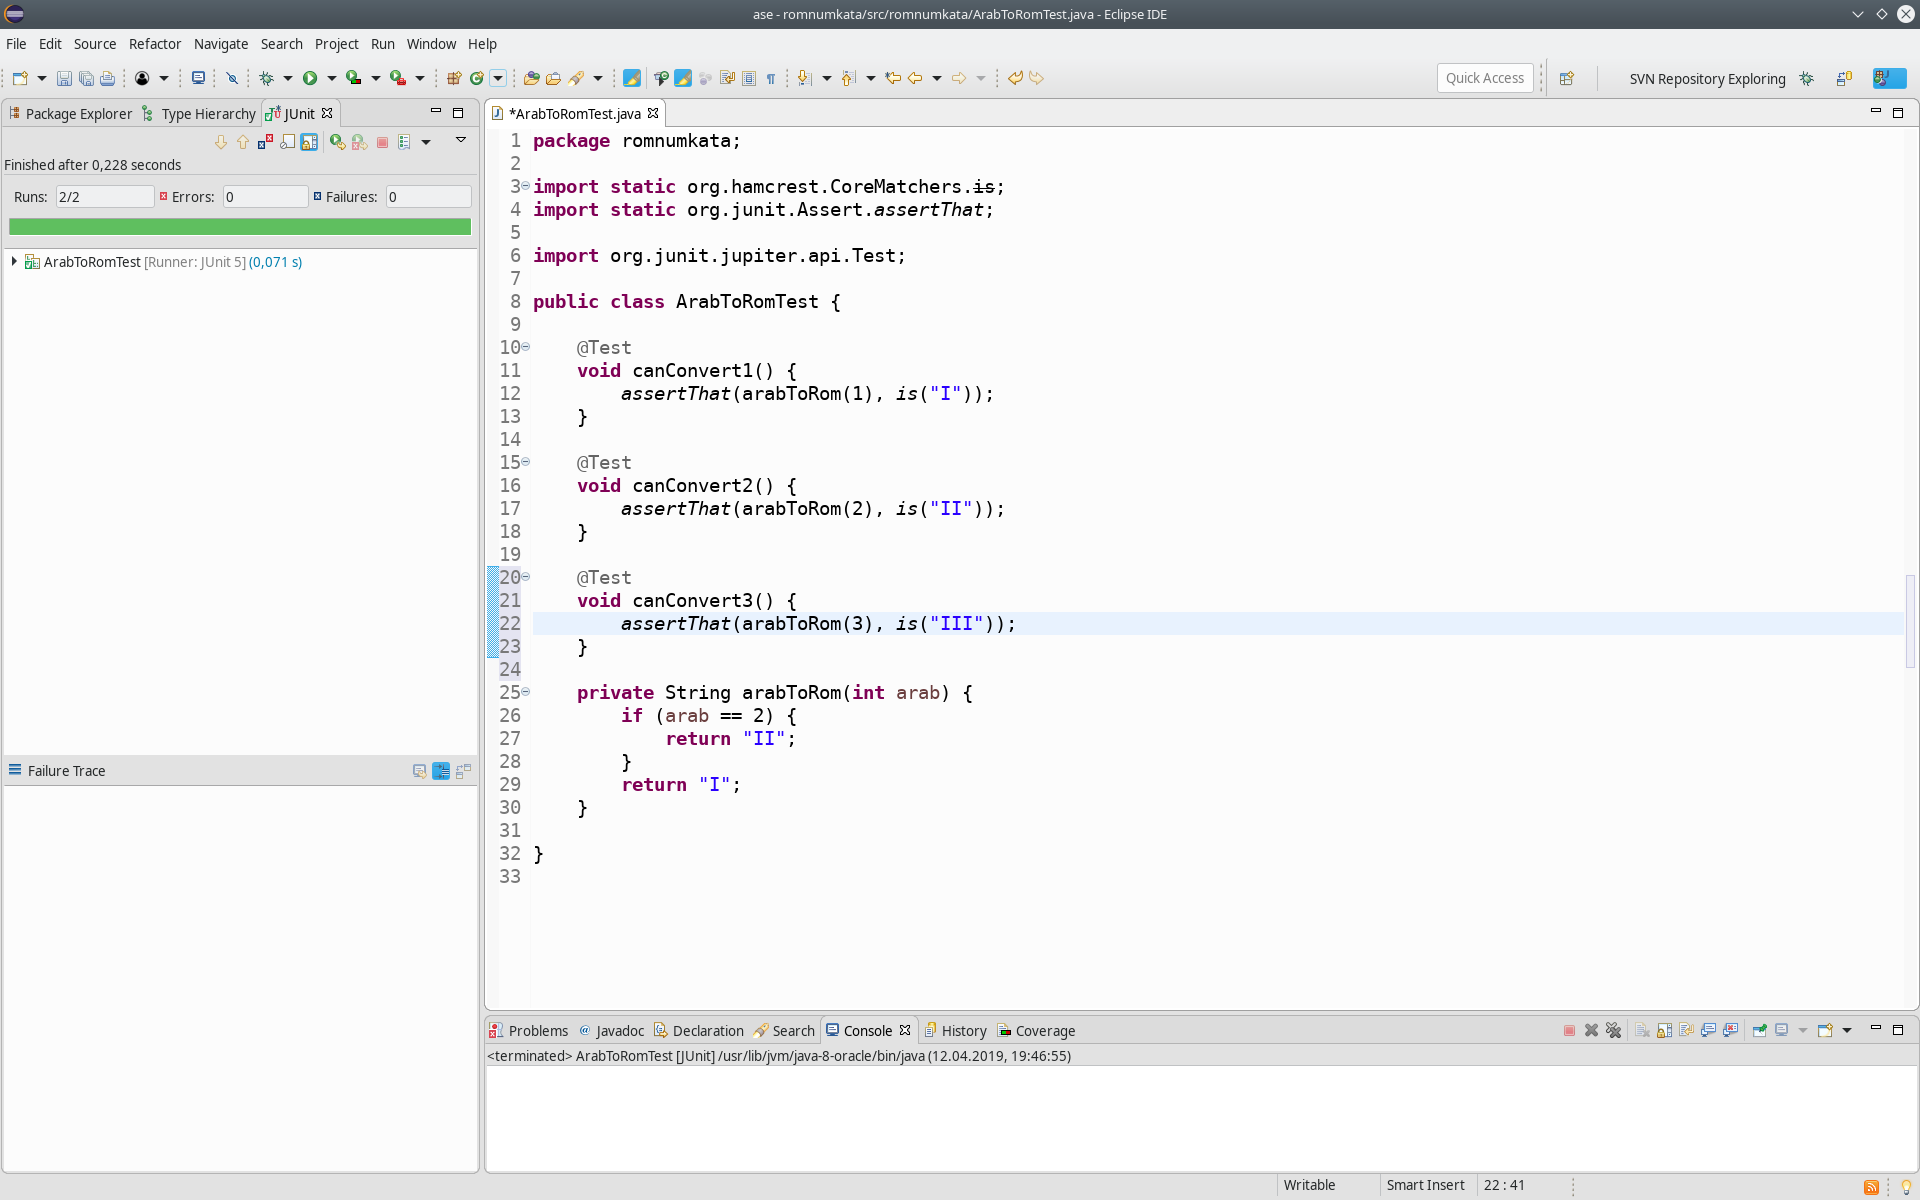 ase - romnumkata/src/romnumkata/ArabToRomTest.java - Eclipse IDE
File Edit Source Refactor Navigate Search Project Run Window Help
Quick Access
SVN Repository Exploring
Package Explorer Type Hierarchy JUnit
Finished after 0,228 seconds
Runs: 2/2 Errors: 0 Failures: 0
ArabToRomTest [Runner: JUnit 5] (0,071 s)
Failure Trace
*ArabToRomTest.java
1 package romnumkata;
2
3 import static org.hamcrest.CoreMatchers.is;
4 import static org.junit.Assert.assertThat;
5
6 import org.junit.jupiter.api.Test;
7
8 public class ArabToRomTest {
9
10 @Test
11 void canConvert1() {
12 assertThat(arabToRom(1), is("I"));
13 }
14
15 @Test
16 void canConvert2() {
17 assertThat(arabToRom(2), is("II"));
18 }
19
20 @Test
21 void canConvert3() {
22 assertThat(arabToRom(3), is("III"));
23 }
24
25 private String arabToRom(int arab) {
26 if (arab == 2) {
27 return "II";
28 }
29 return "I";
30 }
31
32 }
33
Problems Javadoc Declaration Search Console History Coverage
<terminated> ArabToRomTest [JUnit] /usr/lib/jvm/java-8-oracle/bin/java (12.04.2019, 19:46:55)
Writable Smart Insert 22 : 41